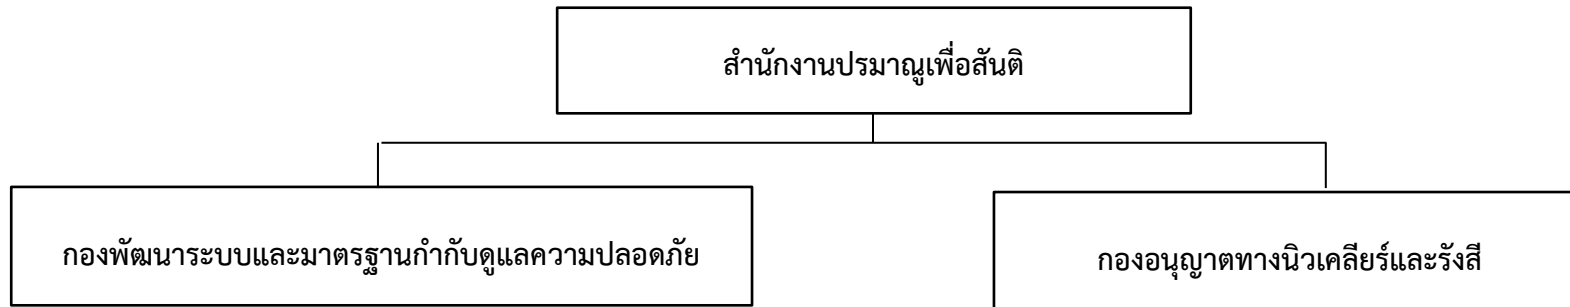 สำนักงานปรมาณูเพื่อสันติ
กองพัฒนาระบบและมาตรฐานกำกับดูแลความปลอดภัย
กองอนุญาตทางนิวเคลียร์และรังสี